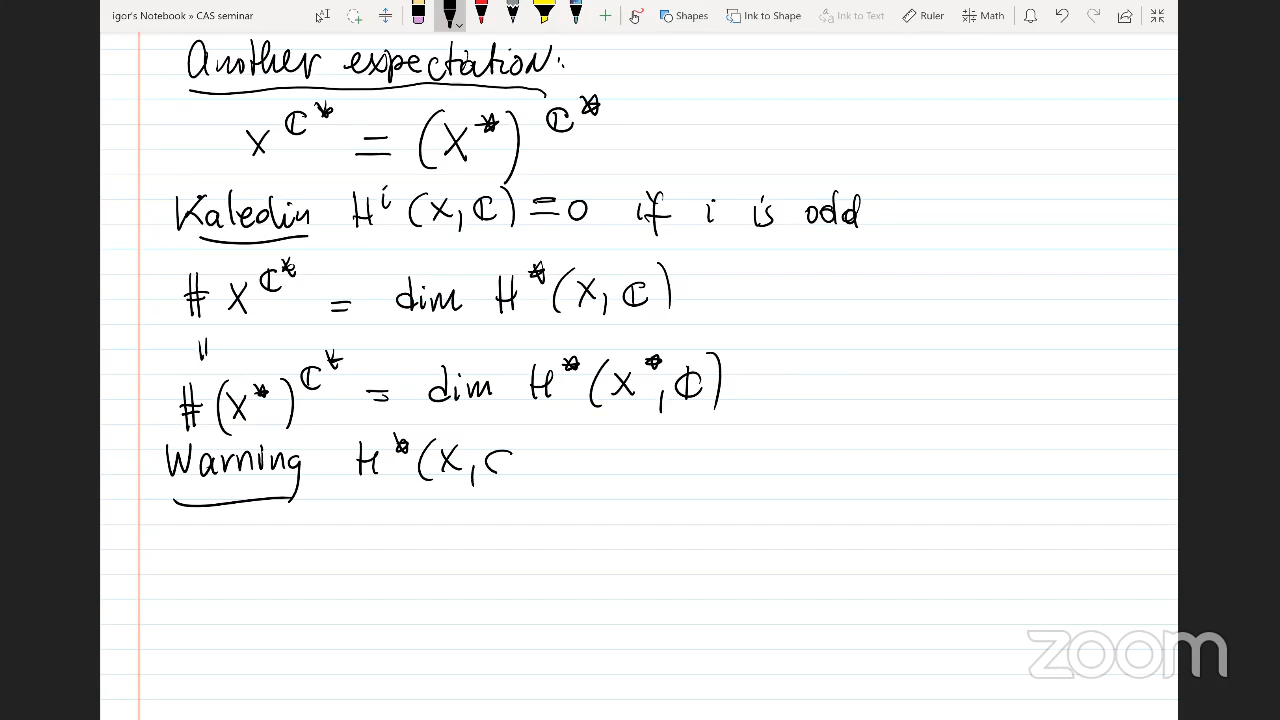 igor's Notebook » CAS seminar
Shapes Ink to Shape Ink to Text Ruler Math
Another expectation:
X^{ℂ*} = (X*)^{ℂ*}
Kaledin H^i (X, ℂ) = 0 if i is odd
# X^{ℂ*} = dim H*(X, ℂ)
॥
# (X*)^{ℂ*} = dim H*(X*, ℂ)
Warning H*(X, C
zoom